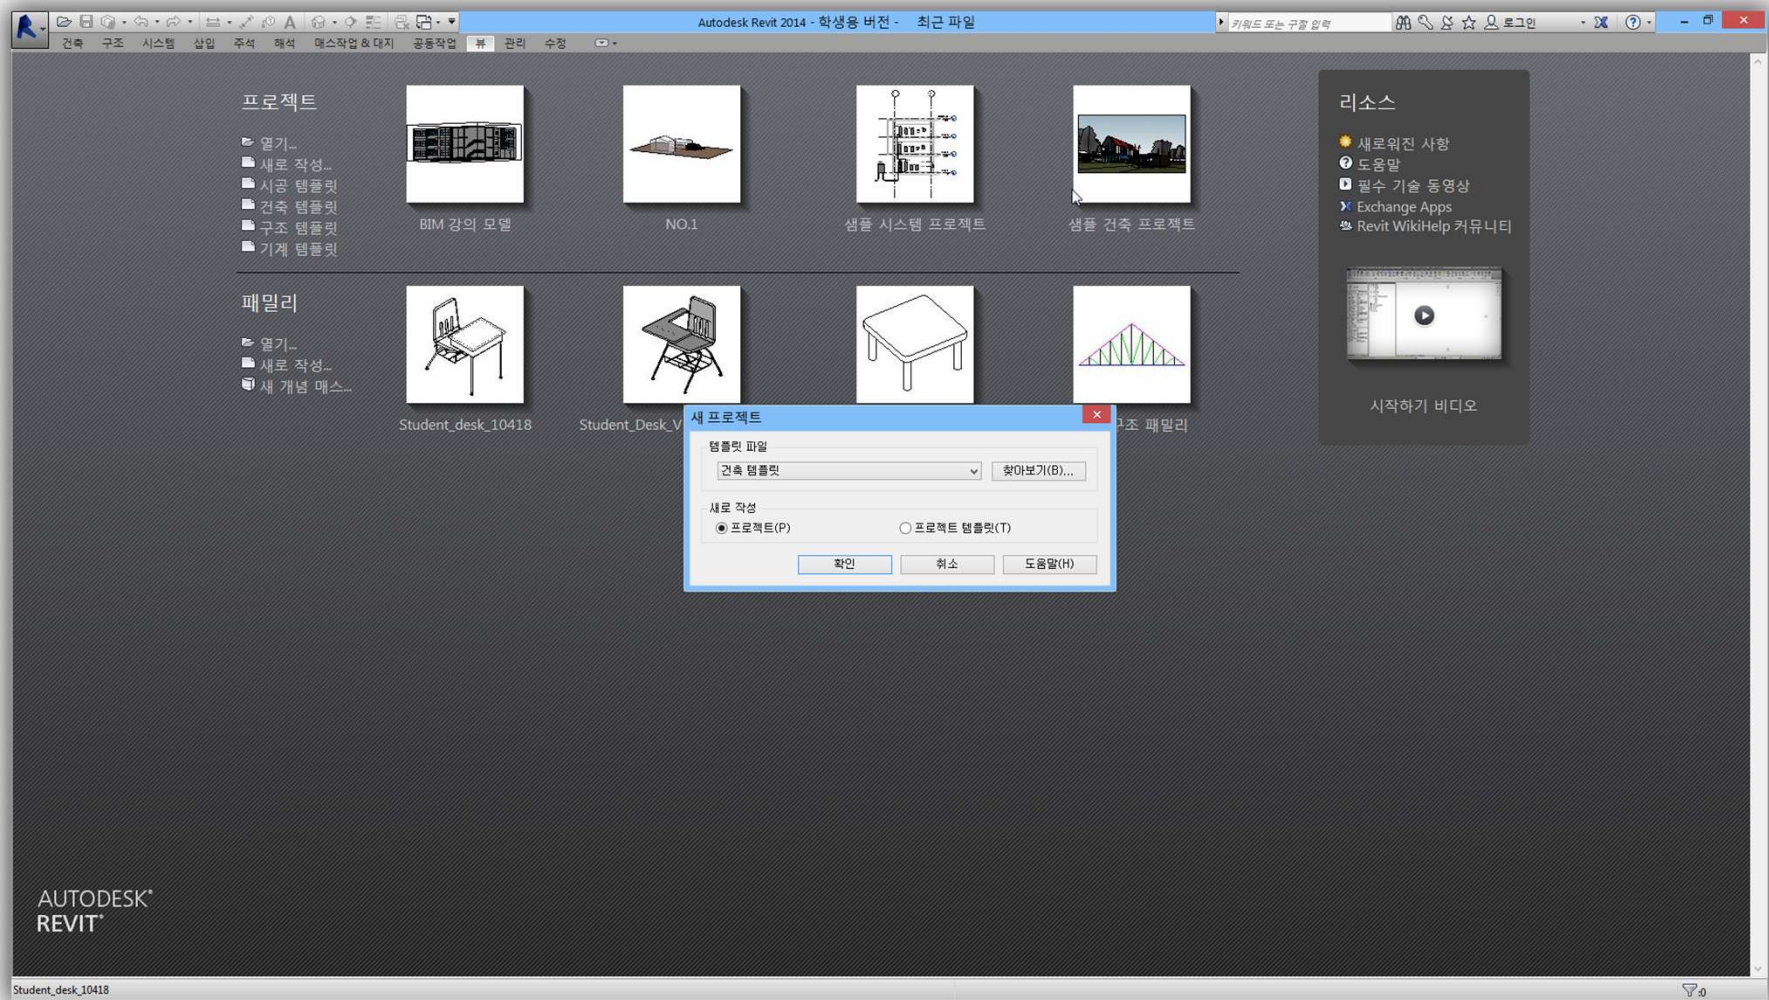 Autodesk Revit 2014 - 학생용 버전 - 최근 파일
키워드 또는 구절 입력
로그인
건축 구조 시스템 삽입 주석 해석 매스작업 & 대지 공동작업 뷰 관리 수정
프로젝트
열기...
새로 작성...
시공 템플릿
건축 템플릿
구조 템플릿
기계 템플릿
BIM 강의 모델
NO.1
샘플 시스템 프로젝트
샘플 건축 프로젝트
패밀리
열기...
새로 작성...
새 개념 매스...
Student_desk_10418
Student_Desk_V
구조 패밀리
리소스
새로워진 사항
도움말
필수 기술 동영상
Exchange Apps
Revit WikiHelp 커뮤니티
시작하기 비디오
새 프로젝트
템플릿 파일
건축 템플릿
찾아보기(B)...
새로 작성
프로젝트(P)
프로젝트 템플릿(T)
확인
취소
도움말(H)
AUTODESK®
REVIT®
Student_desk_10418
:0